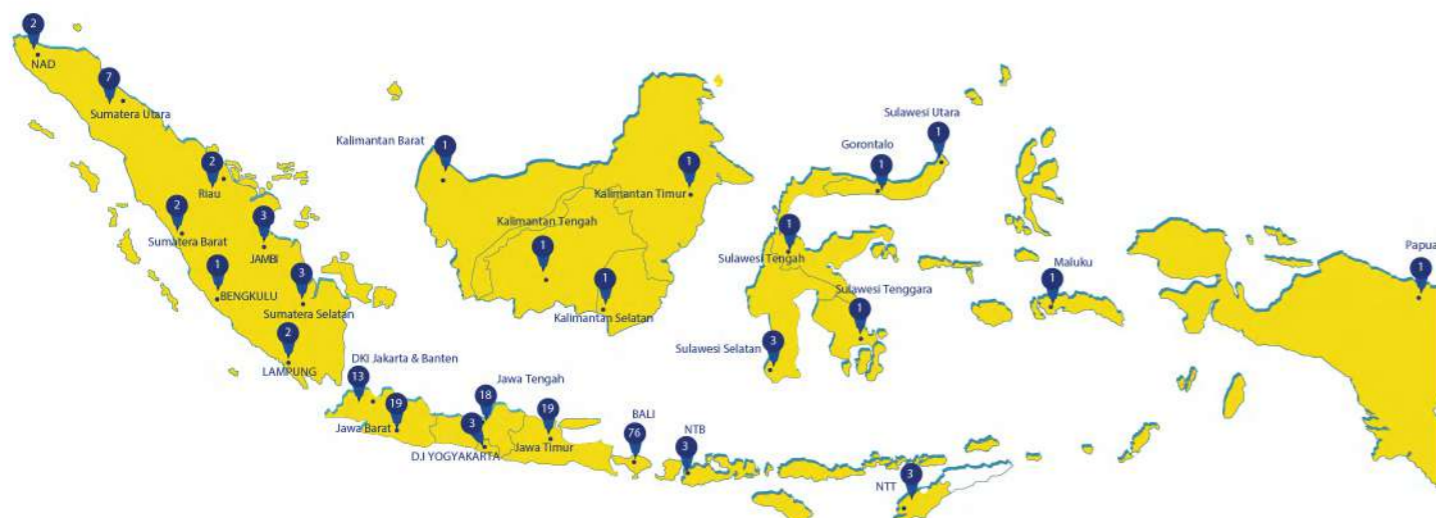 2
NAD
7
Sumatera Utara
2
Riau
2
Sumatera Barat
3
JAMBI
1
BENGKULU
3
Sumatera Selatan
2
LAMPUNG
DKI Jakarta & Banten
13
19
Jawa Barat
Jawa Tengah
18
3
D.I YOGYAKARTA
19
Jawa Timur
BALI
76
NTB
3
NTT
3
Kalimantan Barat
1
1
Kalimantan Timur
Kalimantan Tengah
1
1
Kalimantan Selatan
Sulawesi Utara
1
Gorontalo
1
1
Sulawesi Tengah
Sulawesi Tenggara
1
Sulawesi Selatan
3
Maluku
1
Papua
1